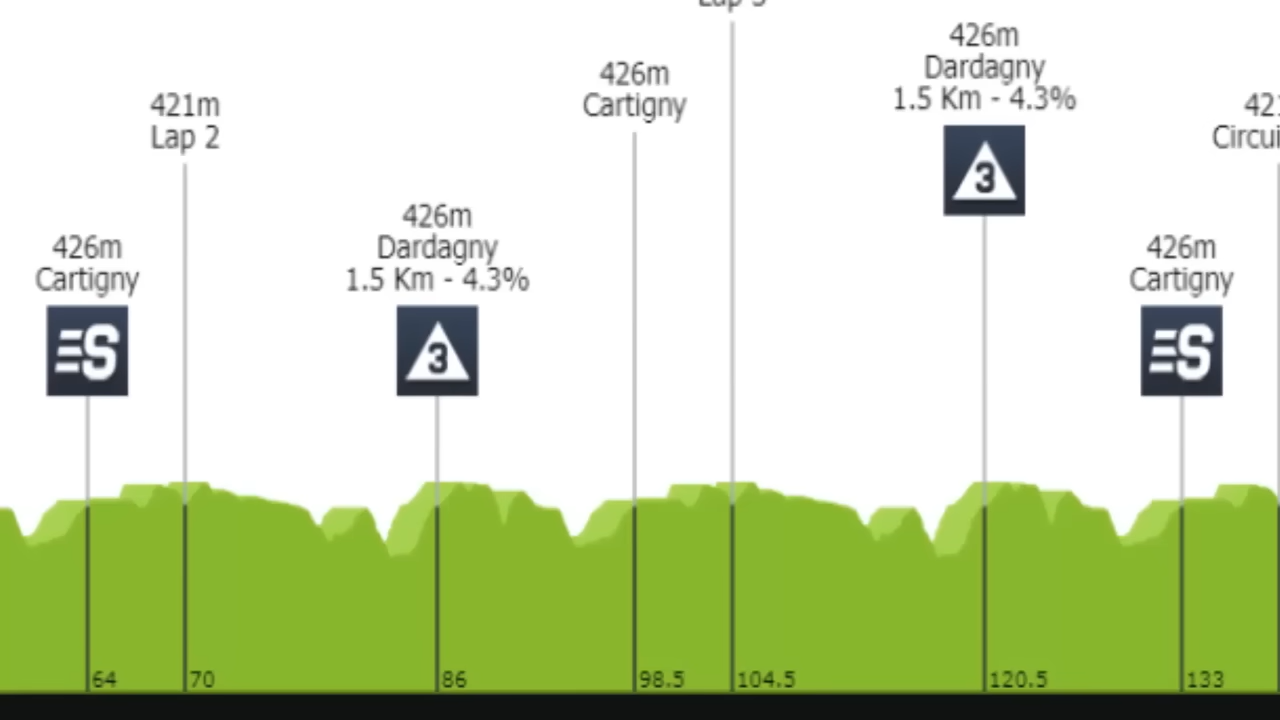 426m
Cartigny
S
64
421m
Lap 2
70
426m
Dardagny
1.5 Km - 4.3%
3
86
426m
Cartigny
98.5
104.5
426m
Dardagny
1.5 Km - 4.3%
3
120.5
426m
Cartigny
S
133